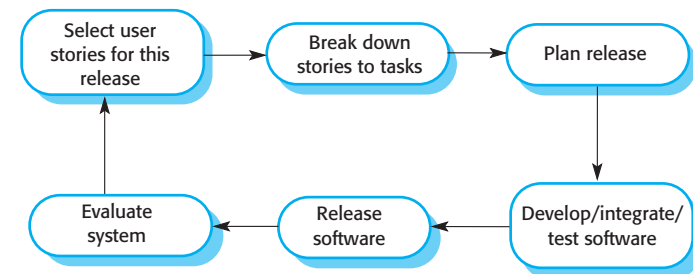 Select user
stories for this
release
Break down
stories to tasks
Plan release
Develop/integrate/
test software
Release
software
Evaluate
system